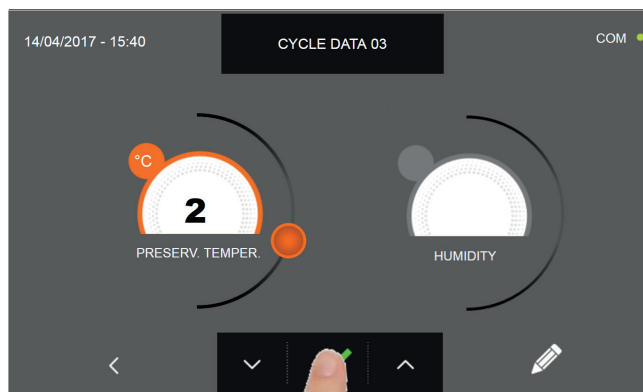 14/04/2017 - 15:40
CYCLE DATA 03
COM
°C
2
PRESERV. TEMPER.
HUMIDITY